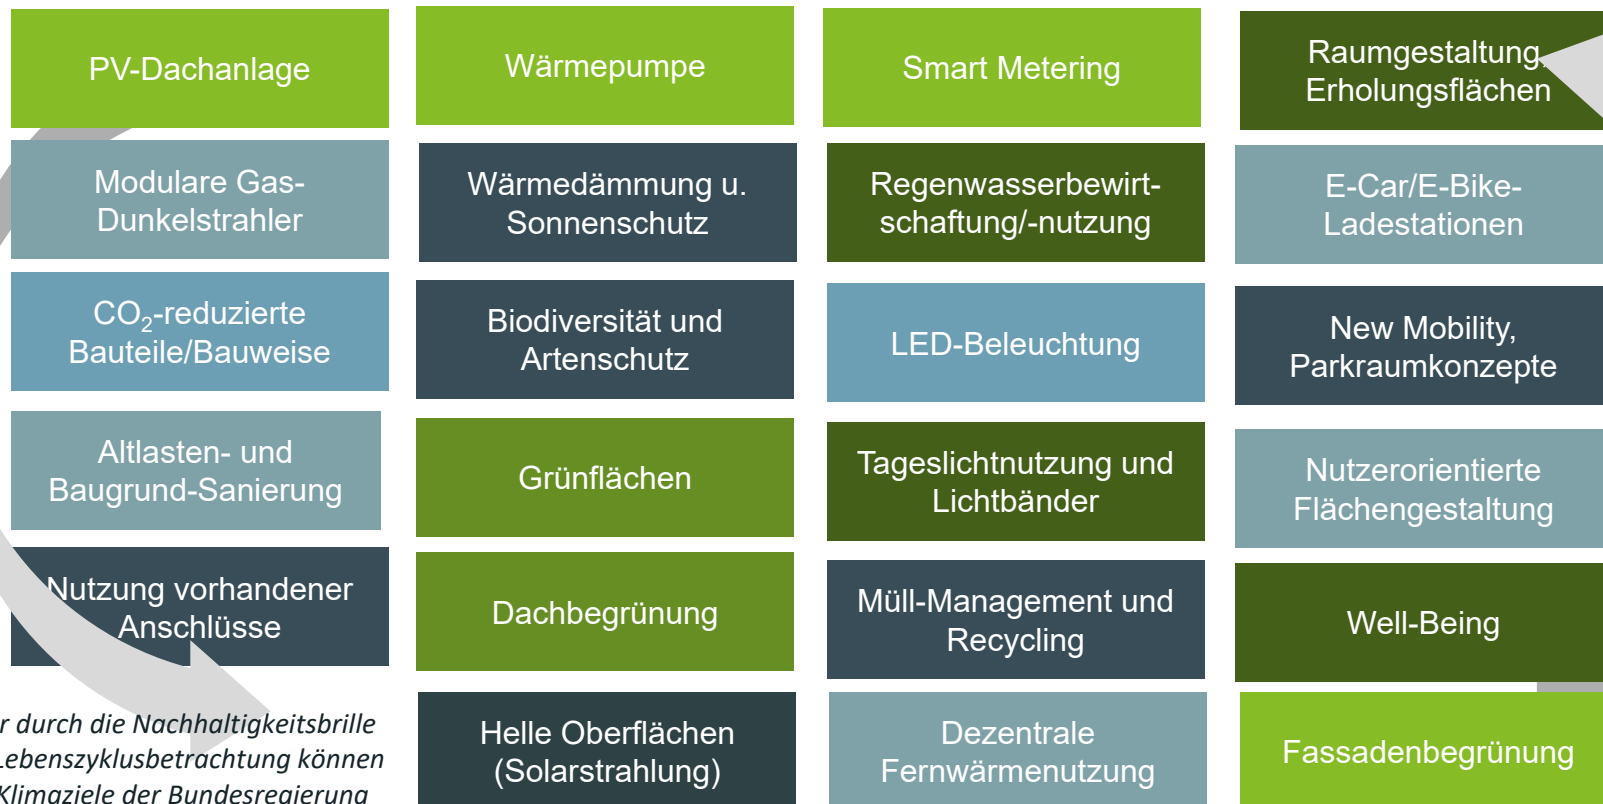 PV-Dachanlage
Wärmepumpe
Smart Metering
Raumgestaltung,
Erholungsflächen
Modulare Gas-
Dunkelstrahler
Wärmedämmung u.
Sonnenschutz
Regenwasserbewirt-
schaftung/-nutzung
E-Car/E-Bike-
Ladestationen
CO₂-reduzierte
Bauteile/Bauweise
Biodiversität und
Artenschutz
LED-Beleuchtung
New Mobility,
Parkraumkonzepte
Altlasten- und
Baugrund-Sanierung
Grünflächen
Tageslichtnutzung und
Lichtbänder
Nutzerorientierte
Flächengestaltung
Nutzung vorhandener
Anschlüsse
Dachbegrünung
Müll-Management und
Recycling
Well-Being
durch die Nachhaltigkeitsbrille
Lebenszyklusbetrachtung können
Klimaziele der Bundesregierung
Helle Oberflächen
(Solarstrahlung)
Dezentrale
Fernwärmenutzung
Fassadenbegrünung